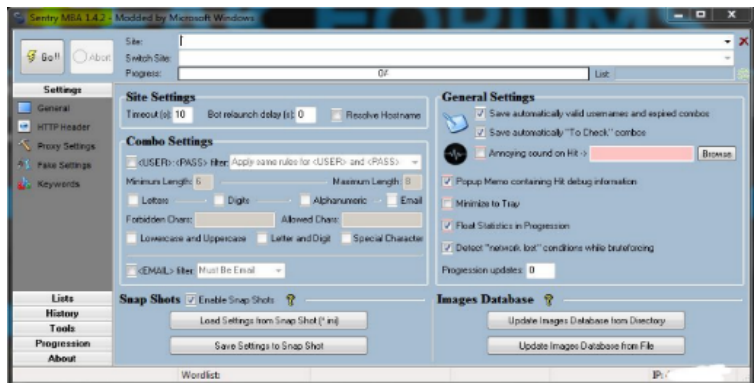 Sentry MBA 1.4.2 - Modded by Microsoft Windows
Go!!
Abort
Site:
Switch Site:
Progress:
0#
List:
Settings
General
HTTP Header
Proxy Settings
Fake Settings
Keywords
Lists
History
Tools
Progression
About
Site Settings
Timeout (s): 10 Bot relaunch delay (s): 0 Resolve Hostname
Combo Settings
<USER>:<PASS> filter: Apply same rules for <USER> and <PASS>
Minimum Length: 6 Maximum Length: 8
Letters Digits Alphanumeric Email
Forbidden Chars: Allowed Chars:
Lowercase and Uppercase Letter and Digit Special Character
<EMAIL> filter: Must Be Email
Snap Shots Enable Snap Shots
Load Settings from Snap Shot (*.ini)
Save Settings to Snap Shot
General Settings
Save automatically valid usernames and expired combos
Save automatically "To Check" combos
Annoying sound on Hit -> Browse
Popup Memo containing Hit debug information
Minimize to Tray
Float Statistics in Progression
Detect "network lost" conditions while bruteforcing
Progression updates: 0
Images Database
Update Images Database from Directory
Update Images Database from File
Wordlist:
IP: